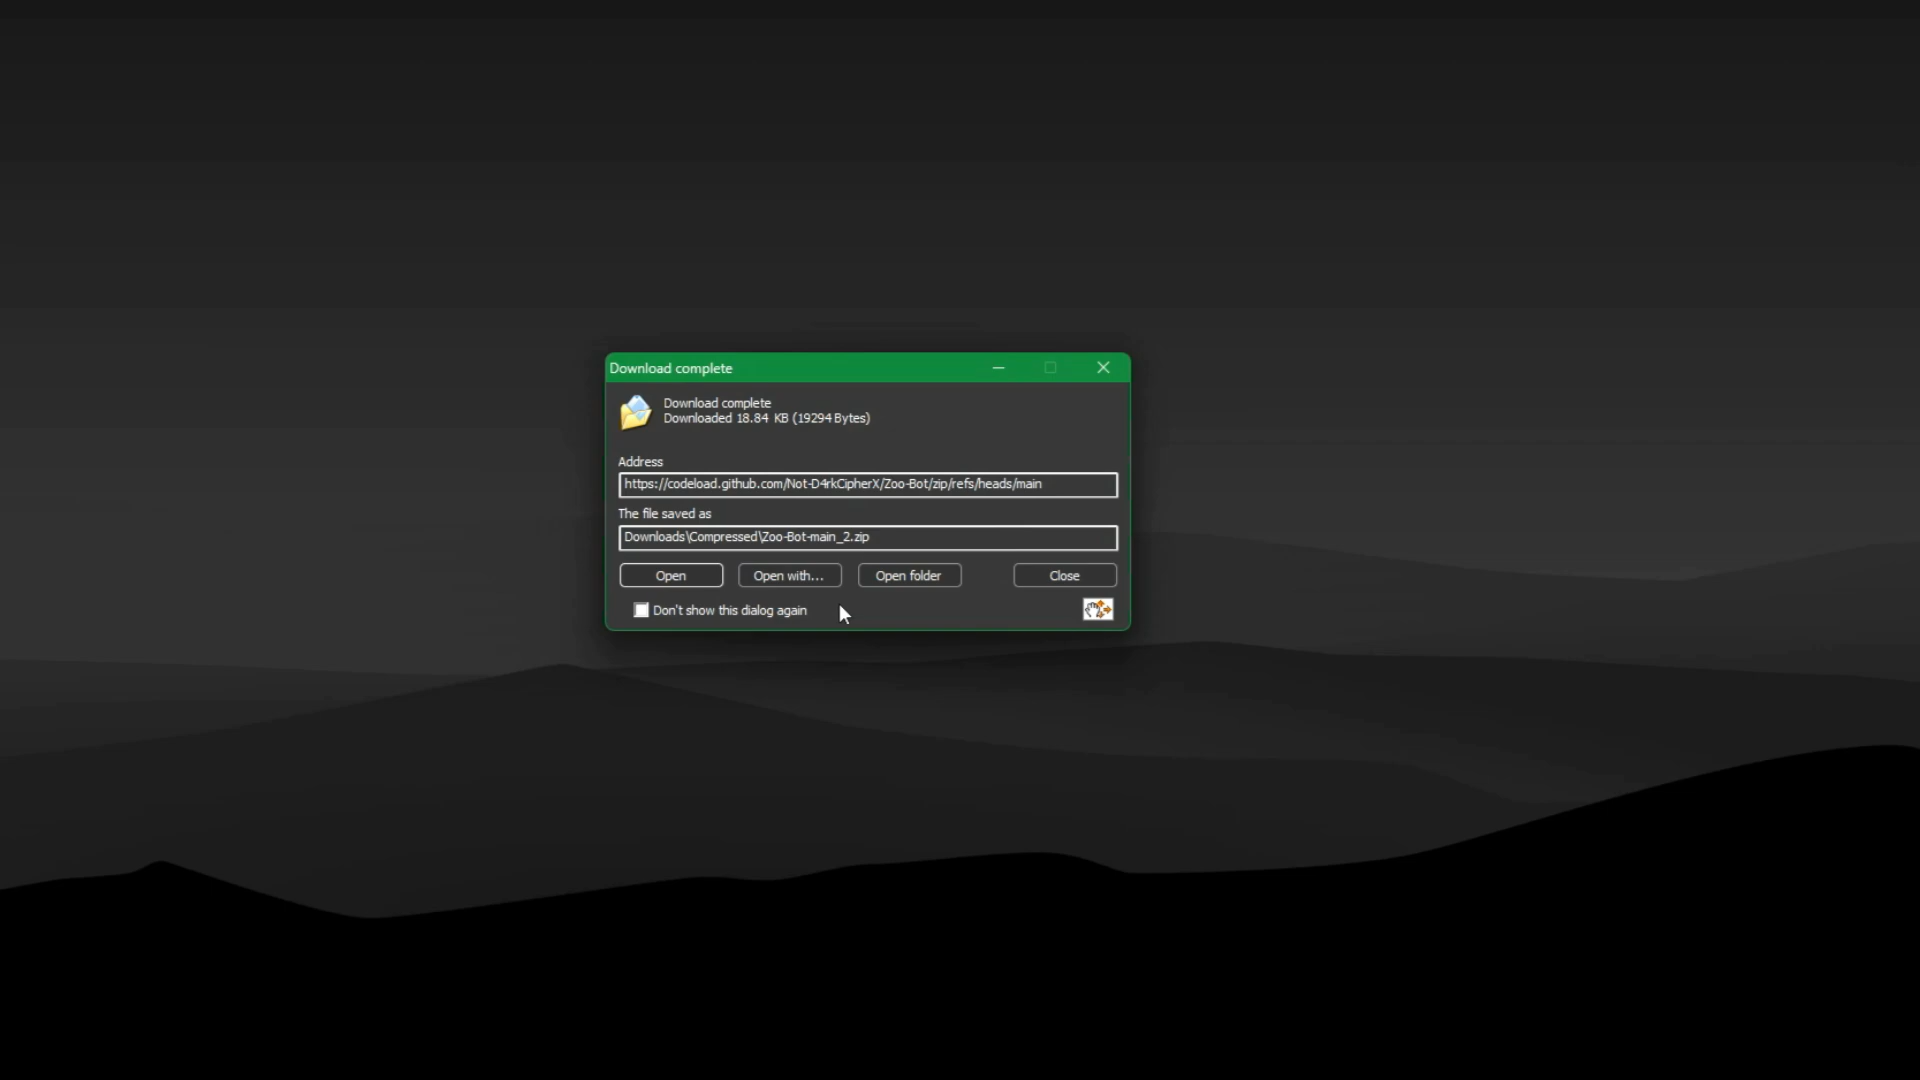 Download complete
Download complete
Downloaded 18.84 KB (19294 Bytes)
Address
https://codeload.github.com/Not-D4rkCipherX/Zoo-Bot/zip/refs/heads/main
The file saved as
Downloads\Compressed\Zoo-Bot-main_2.zip
Open Open with... Open folder Close
Don't show this dialog again